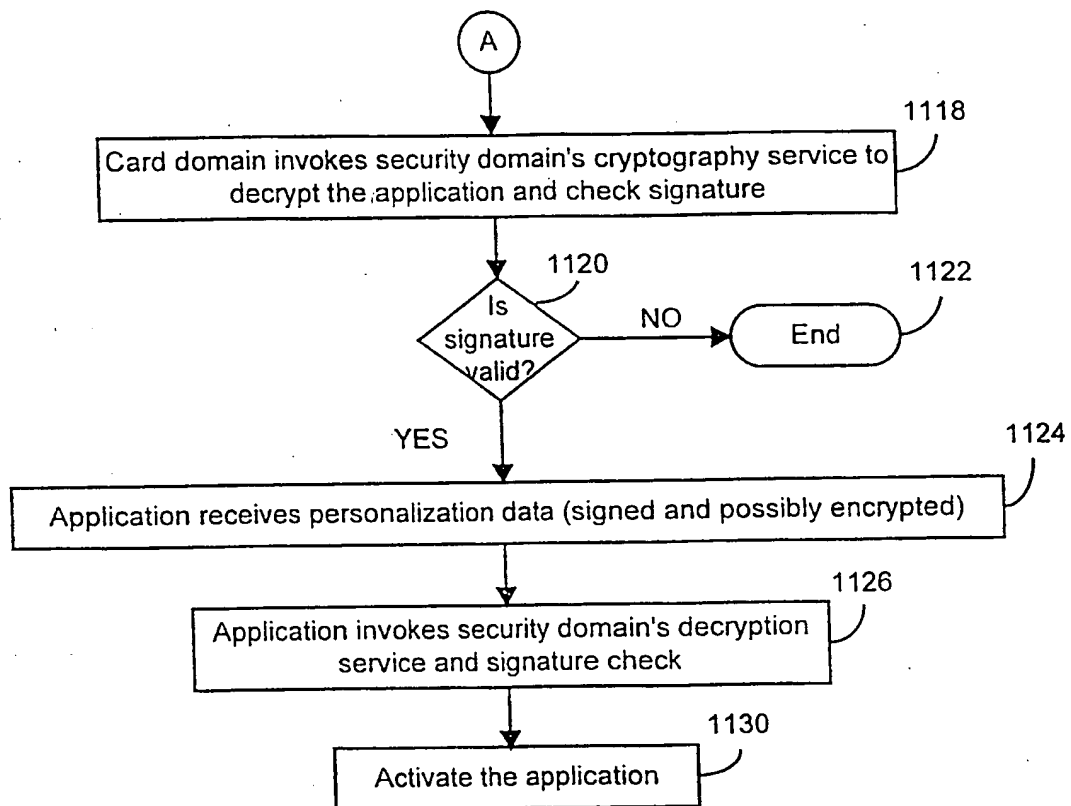 A
1118
Card domain invokes security domain's cryptography service to
decrypt the application and check signature
1120
Is
signature
valid?
NO
1122
End
YES
1124
Application receives personalization data (signed and possibly encrypted)
1126
Application invokes security domain's decryption
service and signature check
1130
Activate the application